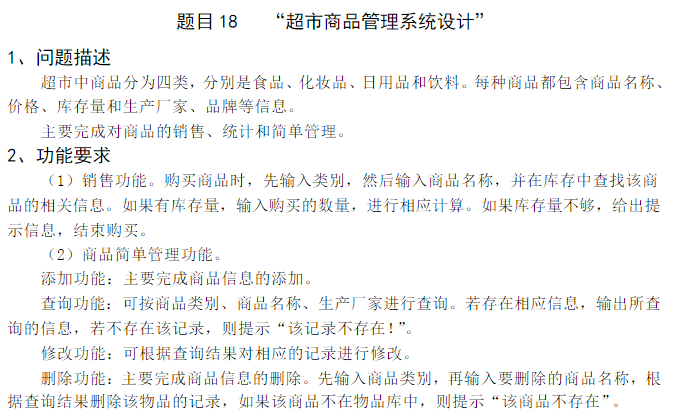 题目18 “超市商品管理系统设计”
1、问题描述
超市中商品分为四类，分别是食品、化妆品、日用品和饮料。每种商品都包含商品名称、
价格、库存量和生产厂家、品牌等信息。
主要完成对商品的销售、统计和简单管理。
2、功能要求
（1）销售功能。购买商品时，先输入类别，然后输入商品名称，并在库存中查找该商
品的相关信息。如果有库存量，输入购买的数量，进行相应计算。如果库存量不够，给出提
示信息，结束购买。
（2）商品简单管理功能。
添加功能：主要完成商品信息的添加。
查询功能：可按商品类别、商品名称、生产厂家进行查询。若存在相应信息，输出所查
询的信息，若不存在该记录，则提示“该记录不存在！”。
修改功能：可根据查询结果对相应的记录进行修改。
删除功能：主要完成商品信息的删除。先输入商品类别，再输入要删除的商品名称，根
据查询结果删除该物品的记录，如果该商品不在物品库中，则提示“该商品不存在”。